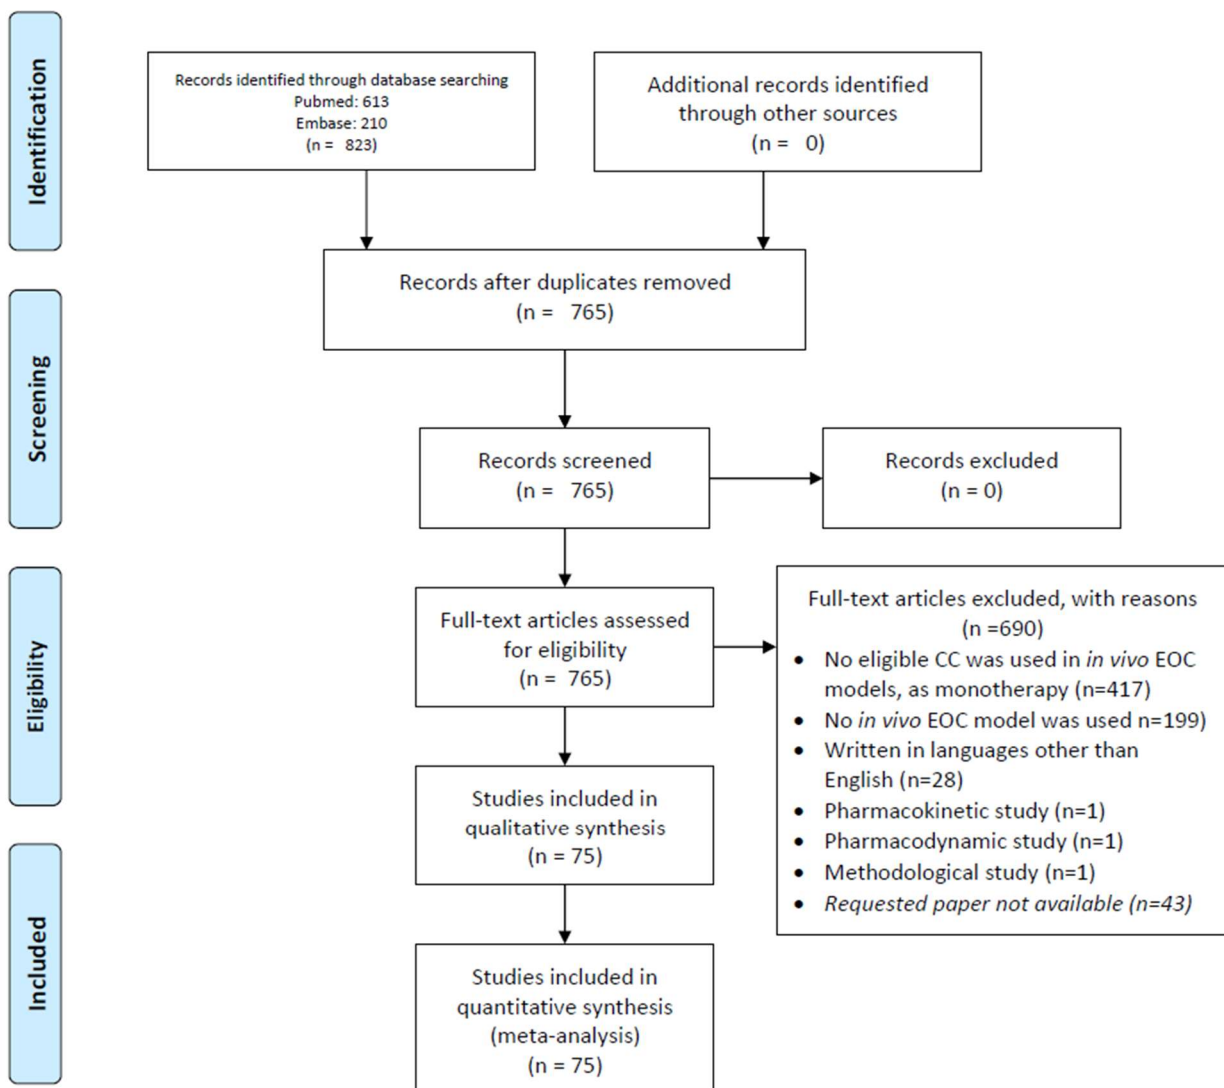 Identification
Records identified through database searching
Pubmed: 613
Embase: 210
(n = 823)
Additional records identified
through other sources
(n = 0)
Records after duplicates removed
(n = 765)
Screening
Records screened
(n = 765)
Records excluded
(n = 0)
Eligibility
Full-text articles assessed
for eligibility
(n = 765)
Full-text articles excluded, with reasons
(n =690)
• No eligible CC was used in in vivo EOC
models, as monotherapy (n=417)
• No in vivo EOC model was used n=199)
• Written in languages other than
English (n=28)
• Pharmacokinetic study (n=1)
• Pharmacodynamic study (n=1)
• Methodological study (n=1)
• Requested paper not available (n=43)
Studies included in
qualitative synthesis
(n = 75)
Included
Studies included in
quantitative synthesis
(meta-analysis)
(n = 75)